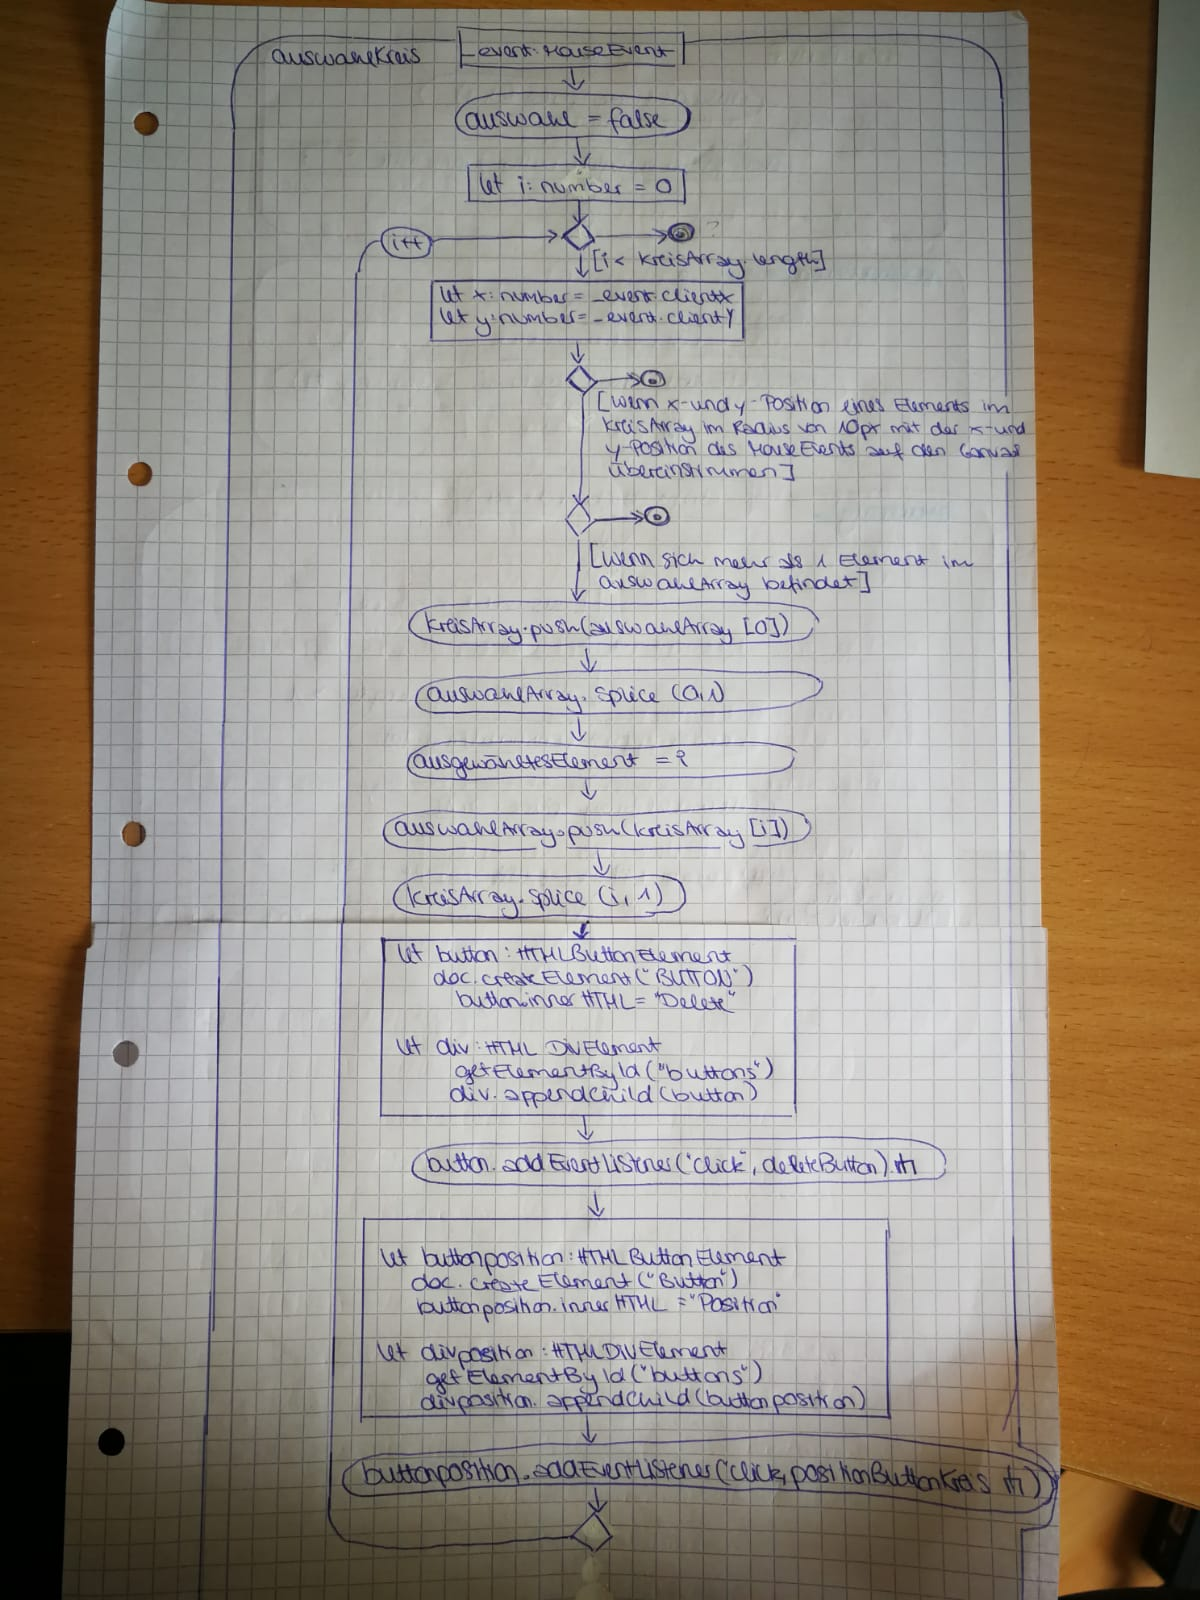 auswahlKreis
_event: MouseEvent
auswahl = false
let i: number = 0
i++
?
[i < kreisArray.length]
let x: number = _event.clientX
let y: number = _event.clientY
[wenn x- und y-Position eines Elements im
kreisArray im Radius von 10px mit der x- und
y-Position des MouseEvents auf den Canvas
übereinstimmen]
[wenn sich mehr als 1 Element im
auswahlArray befindet]
kreisArray.push(auswahlArray [0])
auswahlArray.splice (0,1)
ausgewähltesElement = ?
auswahlArray.push(kreisArray [i])
kreisArray.splice (i, 1)
let button: HTMLButtonElement
doc.createElement("BUTTON")
button.innerHTML = "Delete"
let div: HTML DivElement
getElementById("buttons")
div.appendChild(button)
button.addEventListener("click", deleteButton)
let buttonposition: HTMLButtonElement
doc.createElement("Button")
buttonposition.innerHTML = "Position"
let divposition: HTMLDivElement
getElementById("buttons")
divposition.appendChild(buttonposition)
buttonposition.addEventListener("click, positionButtonKreis )